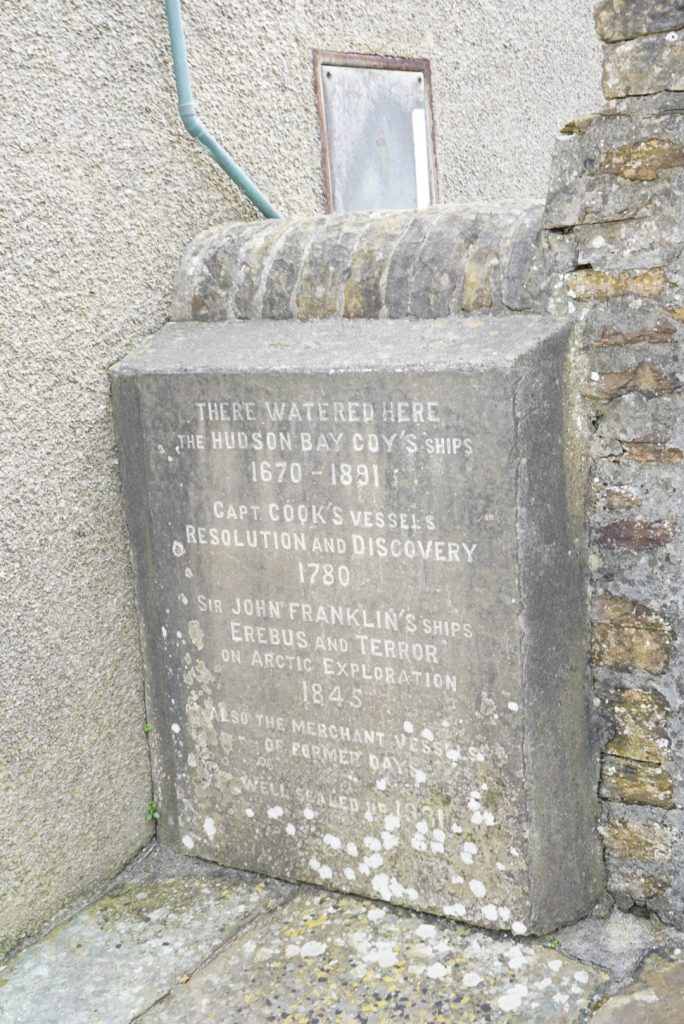 THERE WATERED HERE
THE HUDSON BAY COY'S SHIPS
1670 - 1891
CAPT. COOK'S VESSELS
RESOLUTION AND DISCOVERY
1780
SIR JOHN FRANKLIN'S SHIPS
EREBUS AND TERROR
ON ARCTIC EXPLORATION
1845
ALSO THE MERCHANT VESSELS
OF FORMER DAYS
WELL SEALED UP 1931